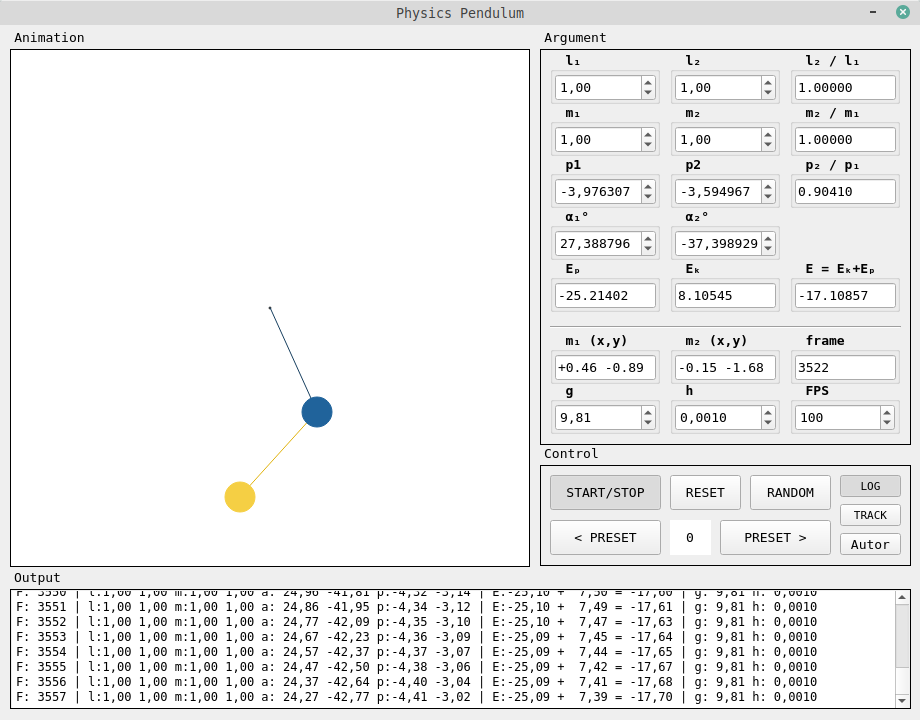 Physics Pendulum
Animation
Argument
l₁ l₂ l₂ / l₁
1,00 1,00 1.00000
m₁ m₂ m₂ / m₁
1,00 1,00 1.00000
p1 p2 p₂ / p₁
-3,976307 -3,594967 0.90410
α₁° α₂°
27,388796 -37,398929
Eₚ Eₖ E = Eₖ+Eₚ
-25.21402 8.10545 -17.10857
m₁ (x,y) m₂ (x,y) frame
+0.46 -0.89 -0.15 -1.68 3522
g h FPS
9,81 0,0010 100
Control
START/STOP RESET RANDOM LOG
TRACK
< PRESET 0 PRESET > Autor
Output
F: 3550 | l:1,00 1,00 m:1,00 1,00 a: 24,96 -41,81 p:-4,32 -3,14 | E:-25,10 + 7,50 = -17,60 | g: 9,81 h: 0,0010
F: 3551 | l:1,00 1,00 m:1,00 1,00 a: 24,86 -41,95 p:-4,34 -3,12 | E:-25,10 + 7,49 = -17,61 | g: 9,81 h: 0,0010
F: 3552 | l:1,00 1,00 m:1,00 1,00 a: 24,77 -42,09 p:-4,35 -3,10 | E:-25,10 + 7,47 = -17,63 | g: 9,81 h: 0,0010
F: 3553 | l:1,00 1,00 m:1,00 1,00 a: 24,67 -42,23 p:-4,36 -3,09 | E:-25,09 + 7,45 = -17,64 | g: 9,81 h: 0,0010
F: 3554 | l:1,00 1,00 m:1,00 1,00 a: 24,57 -42,37 p:-4,37 -3,07 | E:-25,09 + 7,44 = -17,65 | g: 9,81 h: 0,0010
F: 3555 | l:1,00 1,00 m:1,00 1,00 a: 24,47 -42,50 p:-4,38 -3,06 | E:-25,09 + 7,42 = -17,67 | g: 9,81 h: 0,0010
F: 3556 | l:1,00 1,00 m:1,00 1,00 a: 24,37 -42,64 p:-4,40 -3,04 | E:-25,09 + 7,41 = -17,68 | g: 9,81 h: 0,0010
F: 3557 | l:1,00 1,00 m:1,00 1,00 a: 24,27 -42,77 p:-4,41 -3,02 | E:-25,09 + 7,39 = -17,70 | g: 9,81 h: 0,0010